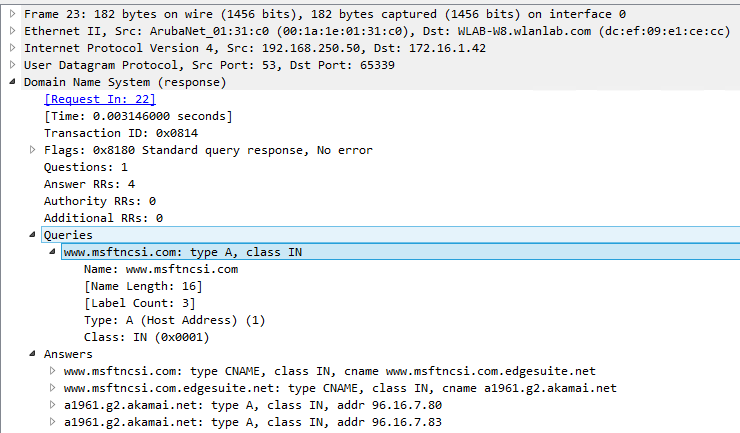 Frame 23: 182 bytes on wire (1456 bits), 182 bytes captured (1456 bits) on interface 0
Ethernet II, Src: ArubaNet_01:31:c0 (00:1a:1e:01:31:c0), Dst: WLAB-W8.wlanlab.com (dc:ef:09:e1:ce:cc)
Internet Protocol Version 4, Src: 192.168.250.50, Dst: 172.16.1.42
User Datagram Protocol, Src Port: 53, Dst Port: 65339
Domain Name System (response)
[Request In: 22]
[Time: 0.003146000 seconds]
Transaction ID: 0x0814
Flags: 0x8180 Standard query response, No error
Questions: 1
Answer RRs: 4
Authority RRs: 0
Additional RRs: 0
Queries
www.msftncsi.com: type A, class IN
Name: www.msftncsi.com
[Name Length: 16]
[Label Count: 3]
Type: A (Host Address) (1)
Class: IN (0x0001)
Answers
www.msftncsi.com: type CNAME, class IN, cname www.msftncsi.com.edgesuite.net
www.msftncsi.com.edgesuite.net: type CNAME, class IN, cname a1961.g2.akamai.net
a1961.g2.akamai.net: type A, class IN, addr 96.16.7.80
a1961.g2.akamai.net: type A, class IN, addr 96.16.7.83